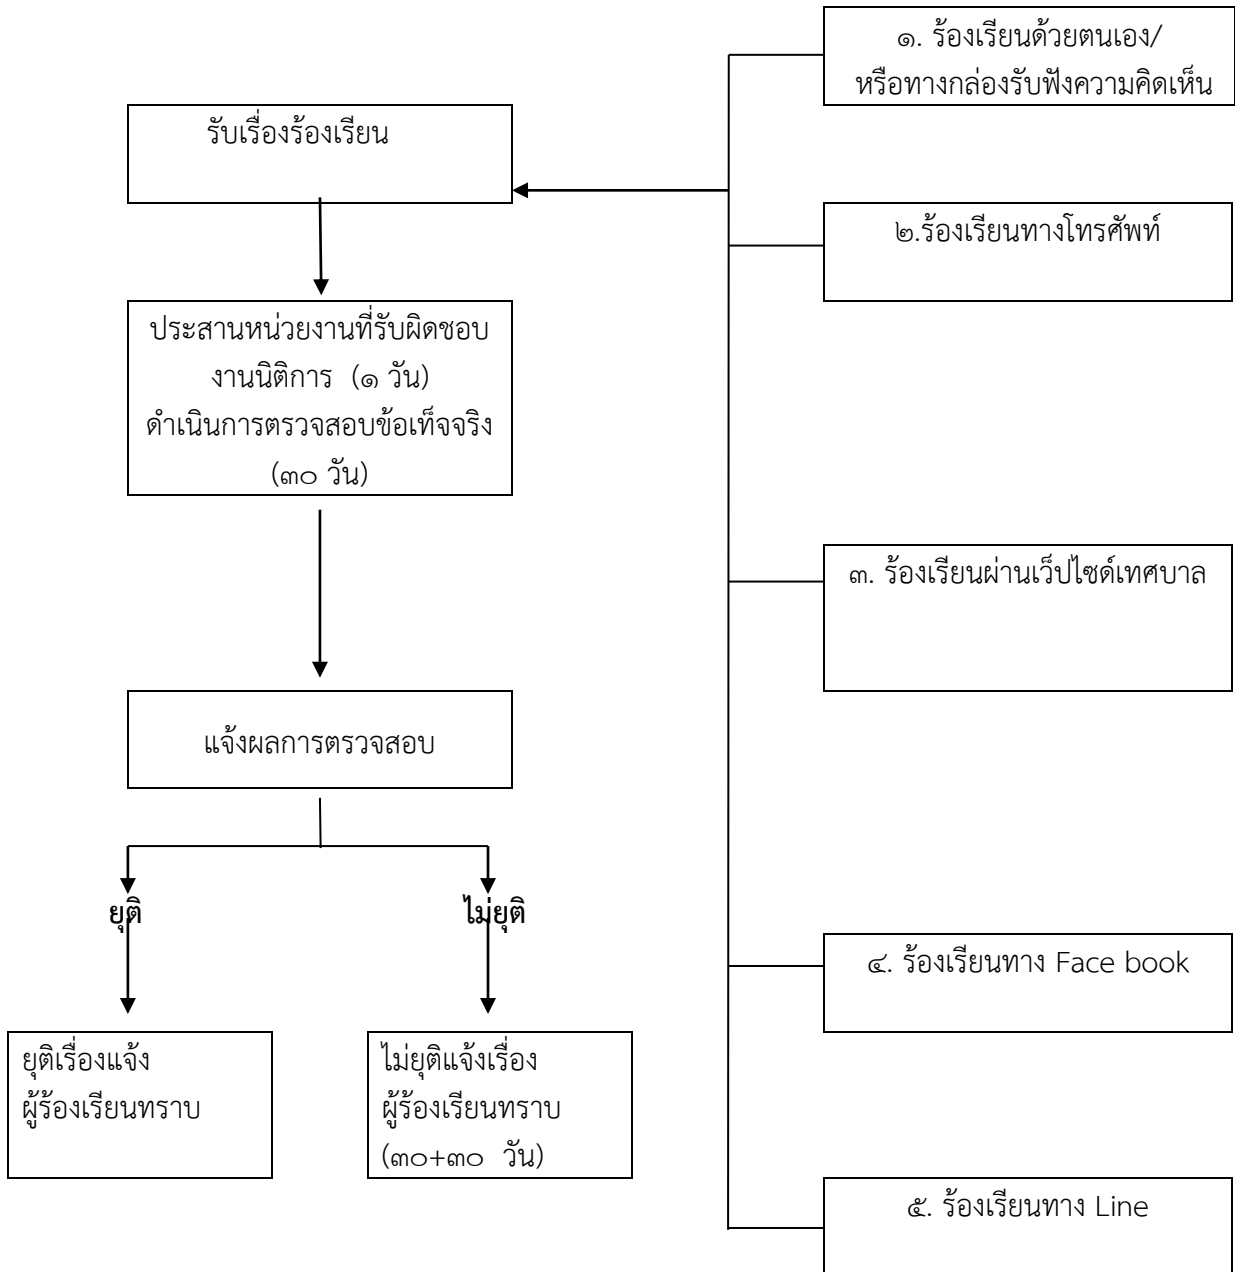 ๑. ร้องเรียนด้วยตนเอง/
หรือทางกล่องรับฟังความคิดเห็น
รับเรื่องร้องเรียน
๒.ร้องเรียนทางโทรศัพท์
ประสานหน่วยงานที่รับผิดชอบ
งานนิติการ (๑ วัน)
ดำเนินการตรวจสอบข้อเท็จจริง
(๓๐ วัน)
๓. ร้องเรียนผ่านเว็ปไซด์เทศบาล
แจ้งผลการตรวจสอบ
ยุติ
ไม่ยุติ
๔. ร้องเรียนทาง Face book
ยุติเรื่องแจ้ง
ผู้ร้องเรียนทราบ
ไม่ยุติแจ้งเรื่อง
ผู้ร้องเรียนทราบ
(๓๐+๓๐ วัน)
๕. ร้องเรียนทาง Line